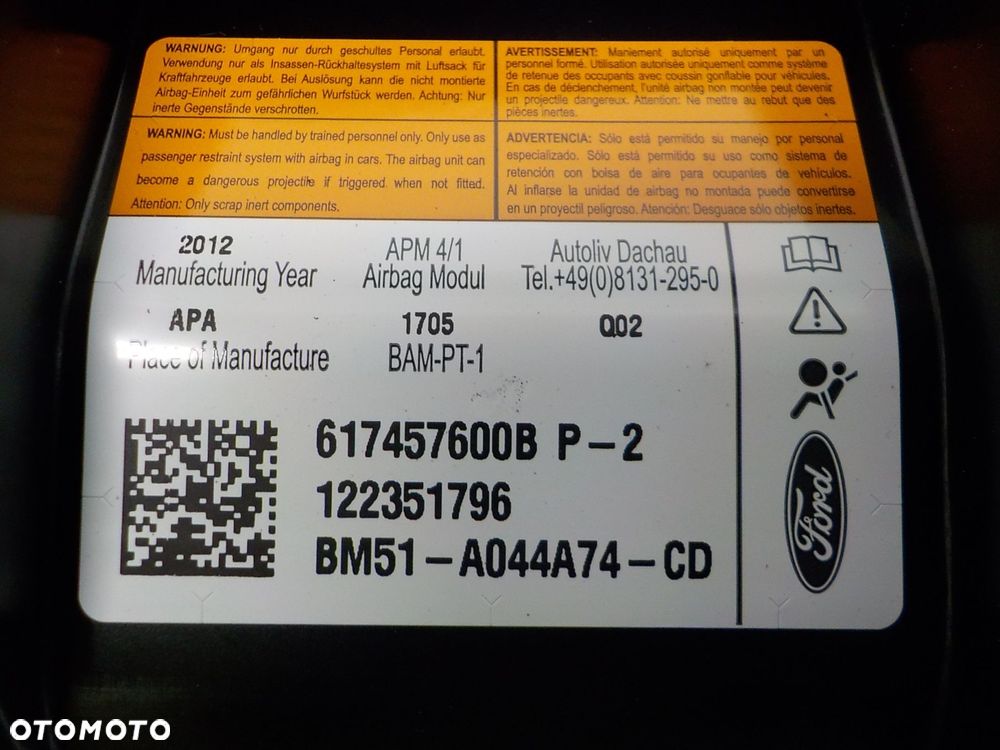 WARNUNG: Umgang nur durch geschultes Personal erlaubt.
Verwendung nur als Insassen-Rückhaltesystem mit Luftsack für
Kraftfahrzeuge erlaubt. Bei Auslösung kann die nicht montierte
Airbag-Einheit zum gefährlichen Wurfstück werden. Achtung: Nur
inerte Gegenstände verschrotten.
AVERTISSEMENT: Maniement autorisé uniquement par un
personnel formé. Utilisation autorisée uniquement comme système
de retenue des occupants avec coussin gonflable pour véhicules.
En cas de déclenchement, l'unité airbag non montée peut devenir
un projectile dangereux. Attention: Ne mettre au rebut que des
pièces inertes.
WARNING: Must be handled by trained personnel only. Only use as
passenger restraint system with airbag in cars. The airbag unit can
become a dangerous projectile if triggered when not fitted.
Attention: Only scrap inert components.
ADVERTENCIA: Sólo está permitido su manejo por personal
especializado. Sólo está permitido su uso como sistema de
retención con bolsa de aire para ocupantes de vehículos.
Al inflarse la unidad de airbag no montada puede convertirse
en un proyectil peligroso. Atención: Desguace sólo objetos inertes.
2012
Manufacturing Year
APM 4/1
Airbag Modul
Autoliv Dachau
Tel.+49(0)8131-295-0
APA
Place of Manufacture
1705
BAM-PT-1
Q02
617457600B P-2
122351796
BM51-A044A74-CD
Ford
OTOMOTO